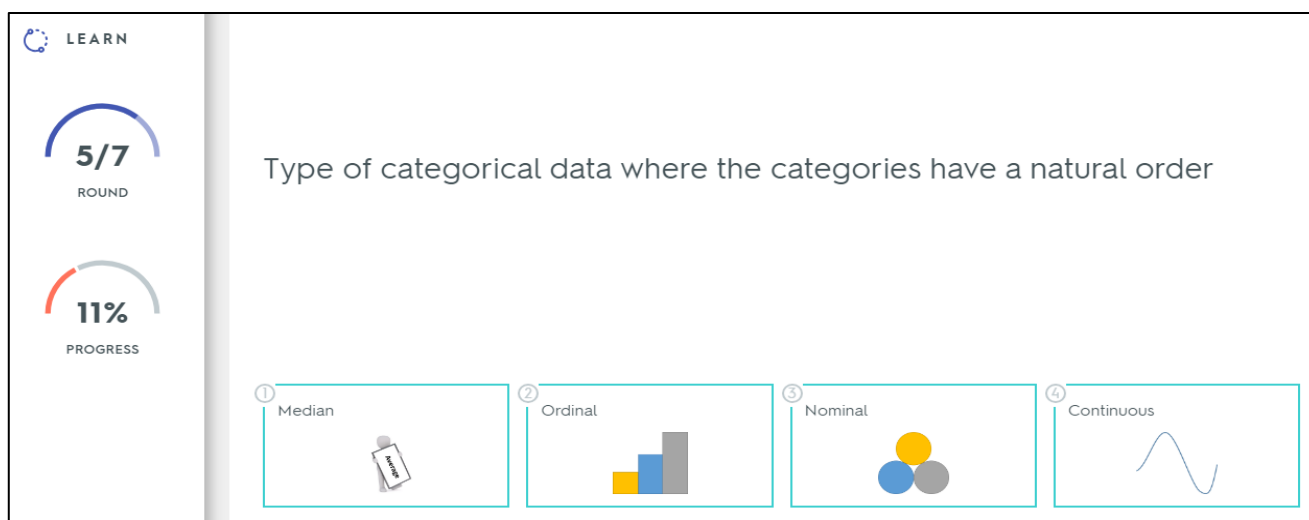 LEARN
5/7
ROUND
11%
PROGRESS
Type of categorical data where the categories have a natural order
1
Median
Average
2
Ordinal
3
Nominal
4
Continuous